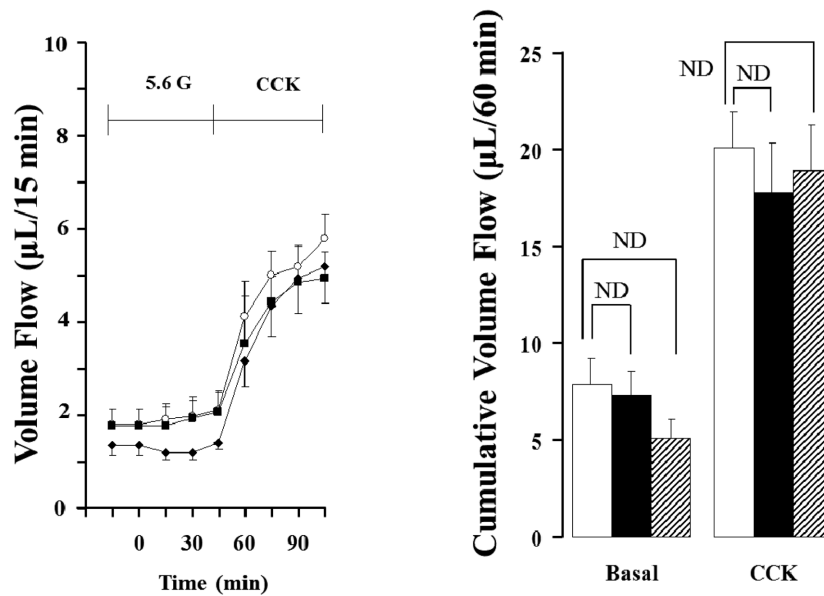 10
8
6
4
2
0
Volume Flow (µL/15 min)
5.6 G
CCK
0
30
60
90
Time (min)
25
20
15
10
5
0
Cumulative Volume Flow (µL/60 min)
ND
ND
ND
ND
Basal
CCK